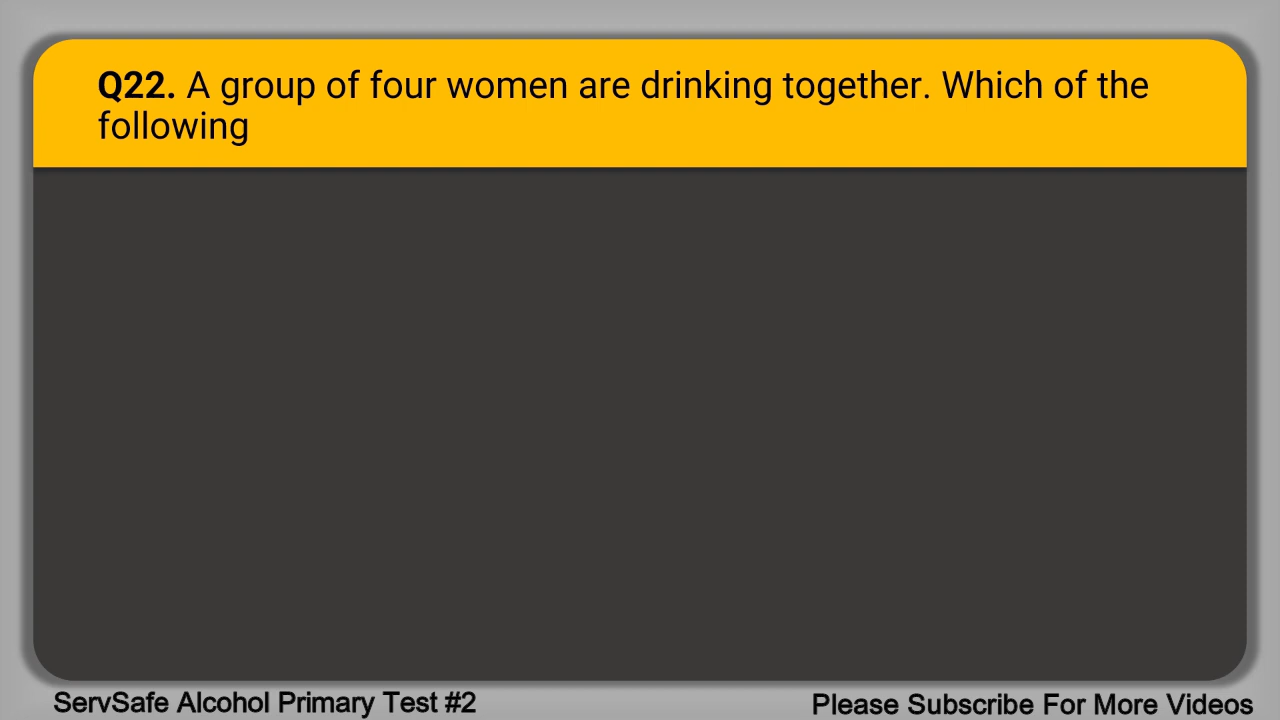 Q22. A group of four women are drinking together. Which of the
following
ServSafe Alcohol Primary Test #2
Please Subscribe For More Videos